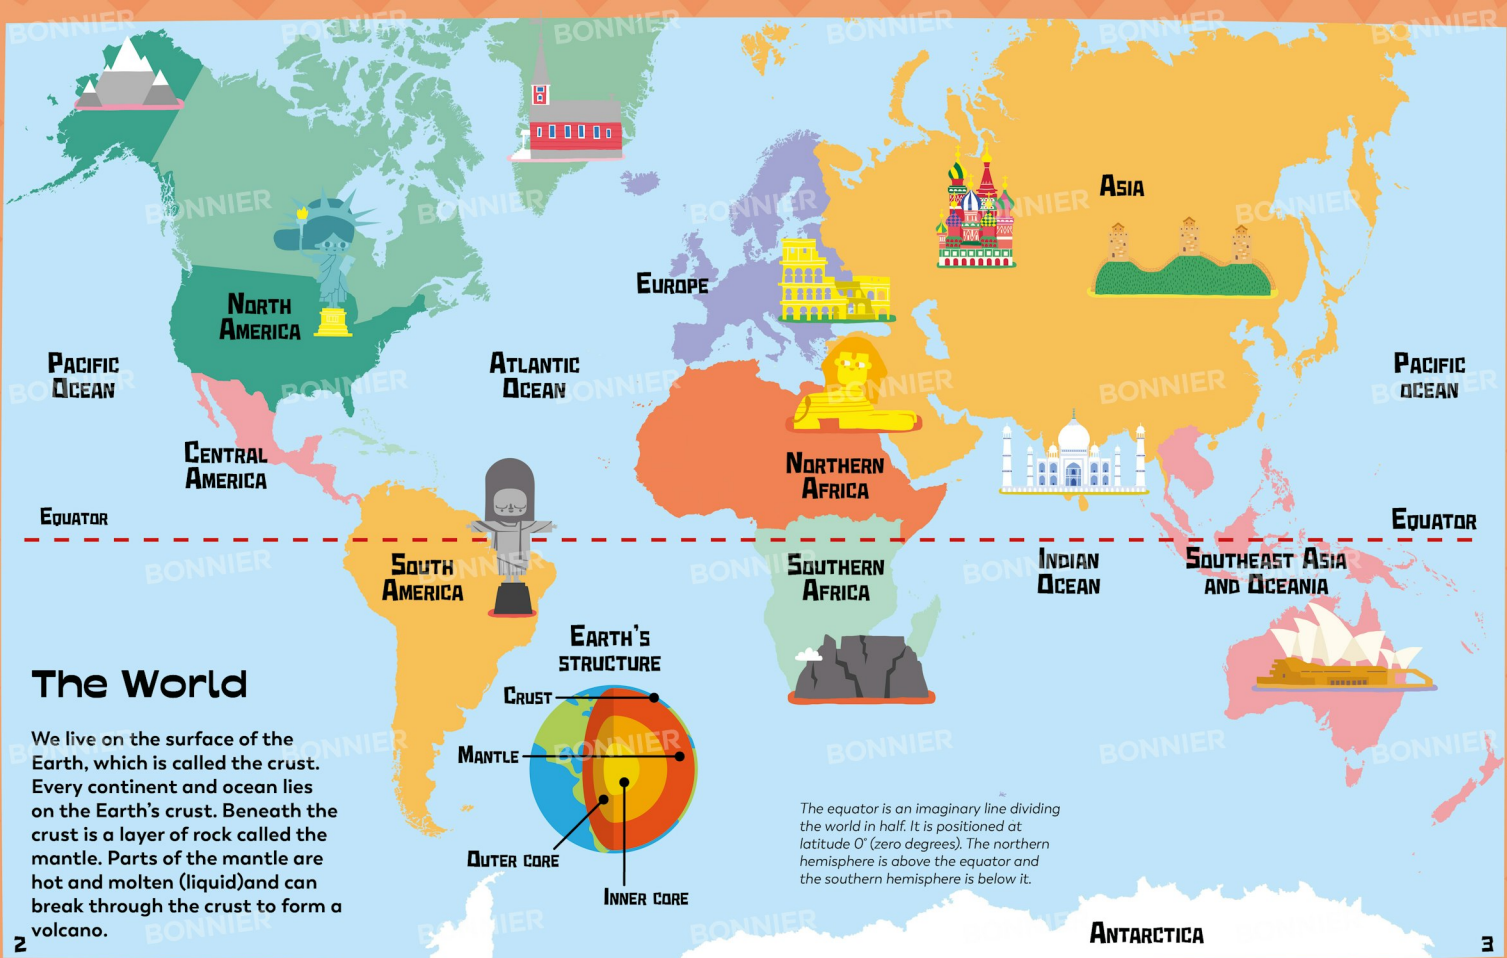 Asia
Europe
North
America
Pacific
Ocean
Atlantic
Ocean
Pacific
ocean
Central
America
Northern
Africa
Equator
Equator
South
America
Southern
Africa
Indian
Ocean
Southeast Asia
and Oceania
Earth's
structure
Crust
Mantle
Outer core
Inner core
The World
We live on the surface of the
Earth, which is called the crust.
Every continent and ocean lies
on the Earth's crust. Beneath the
crust is a layer of rock called the
mantle. Parts of the mantle are
hot and molten (liquid)and can
break through the crust to form a
volcano.
The equator is an imaginary line dividing
the world in half. It is positioned at
latitude 0° (zero degrees). The northern
hemisphere is above the equator and
the southern hemisphere is below it.
Antarctica
2
3
BONNIER